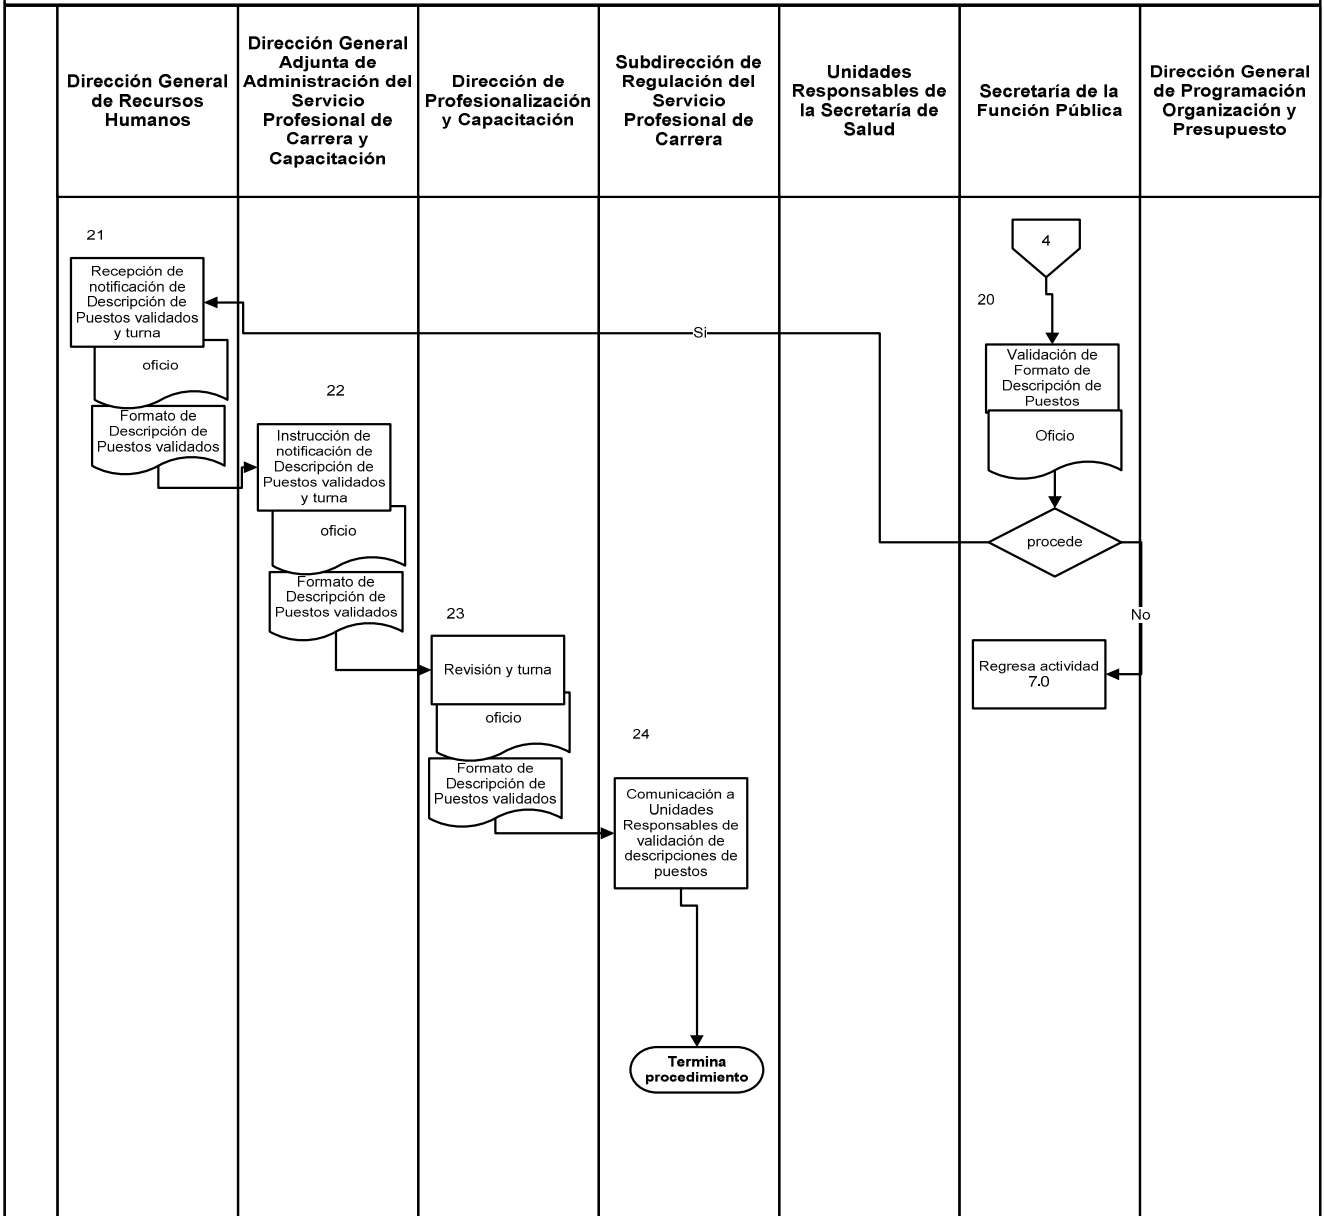 Dirección General
de Recursos
Humanos
Dirección General
Adjunta de
Administración del
Servicio
Profesional de
Carrera y
Capacitación
Dirección de
Profesionalización
y Capacitación
Subdirección de
Regulación del
Servicio
Profesional de
Carrera
Unidades
Responsables de
la Secretaría de
Salud
Secretaría de la
Función Pública
Dirección General
de Programación
Organización y
Presupuesto
4
20
Validación de
Formato de
Descripción de
Puestos
Oficio
procede
Si
No
Regresa actividad
7.0
21
Recepción de
notificación de
Descripción de
Puestos validados
y turna
oficio
Formato de
Descripción de
Puestos validados
22
Instrucción de
notificación de
Descripción de
Puestos validados
y turna
oficio
Formato de
Descripción de
Puestos validados
23
Revisión y turna
oficio
Formato de
Descripción de
Puestos validados
24
Comunicación a
Unidades
Responsables de
validación de
descripciones de
puestos
Termina
procedimiento